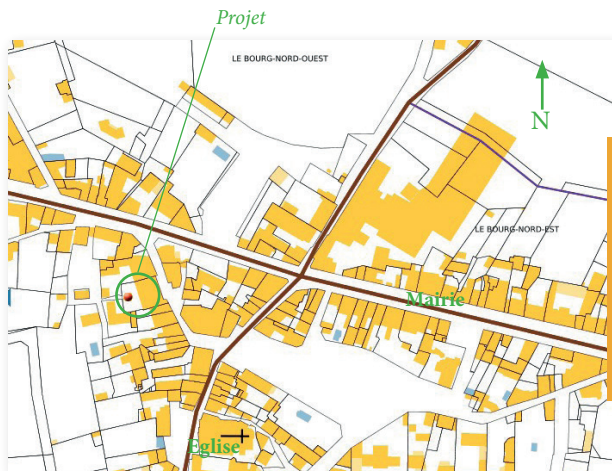 Projet
LE BOURG-NORD-OUEST
N
LE BOURG-NORD-EST
Mairie
Eglise